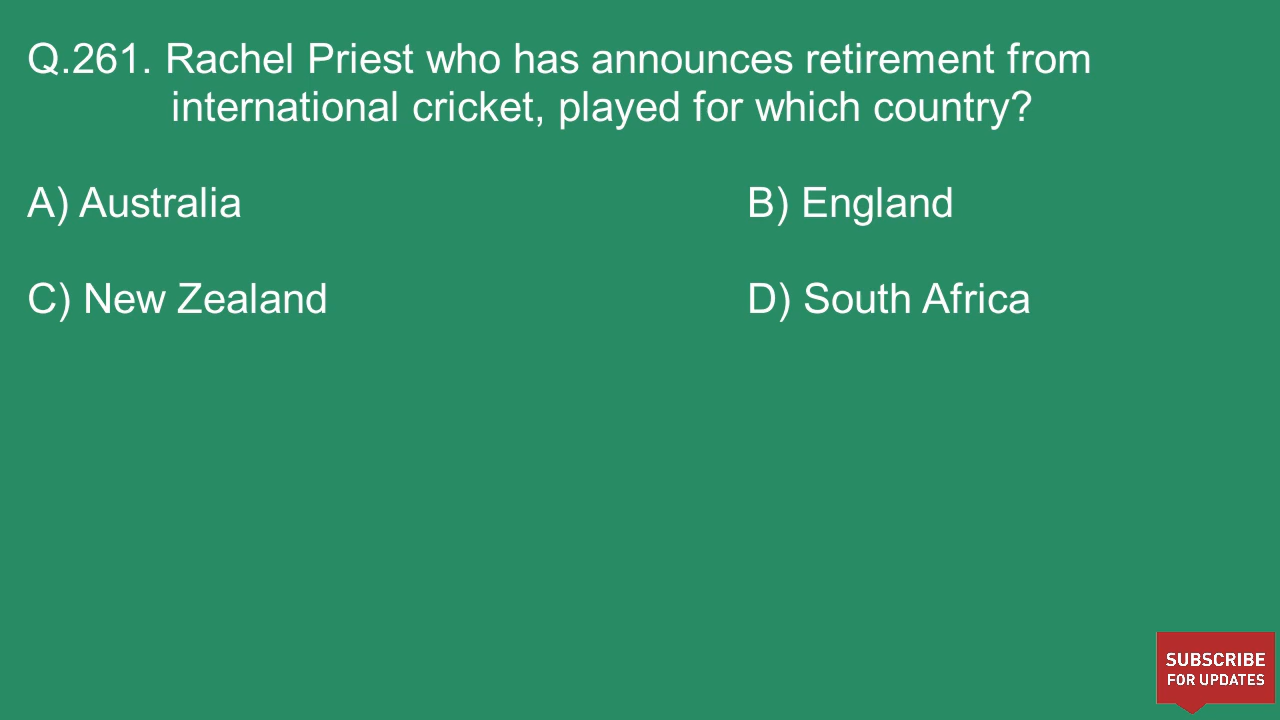 Q.261. Rachel Priest who has announces retirement from
international cricket, played for which country?
A) Australia B) England
C) New Zealand D) South Africa
SUBSCRIBE
FOR UPDATES